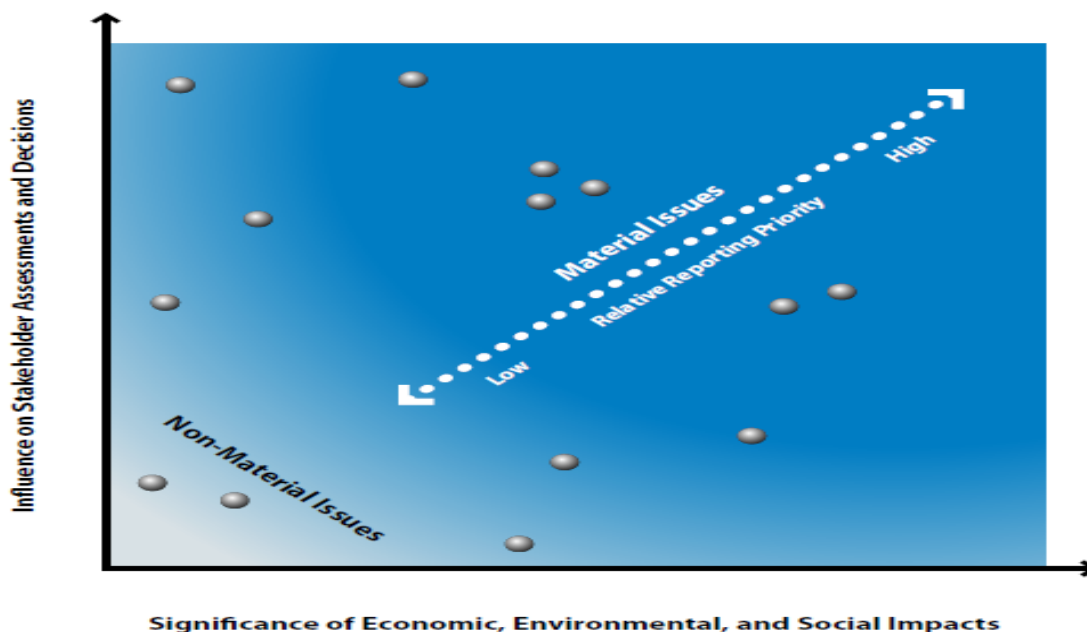 Influence on Stakeholder Assessments and Decisions
High
Material Issues
Relative Reporting Priority
Low
Non-Material Issues
Significance of Economic, Environmental, and Social Impacts